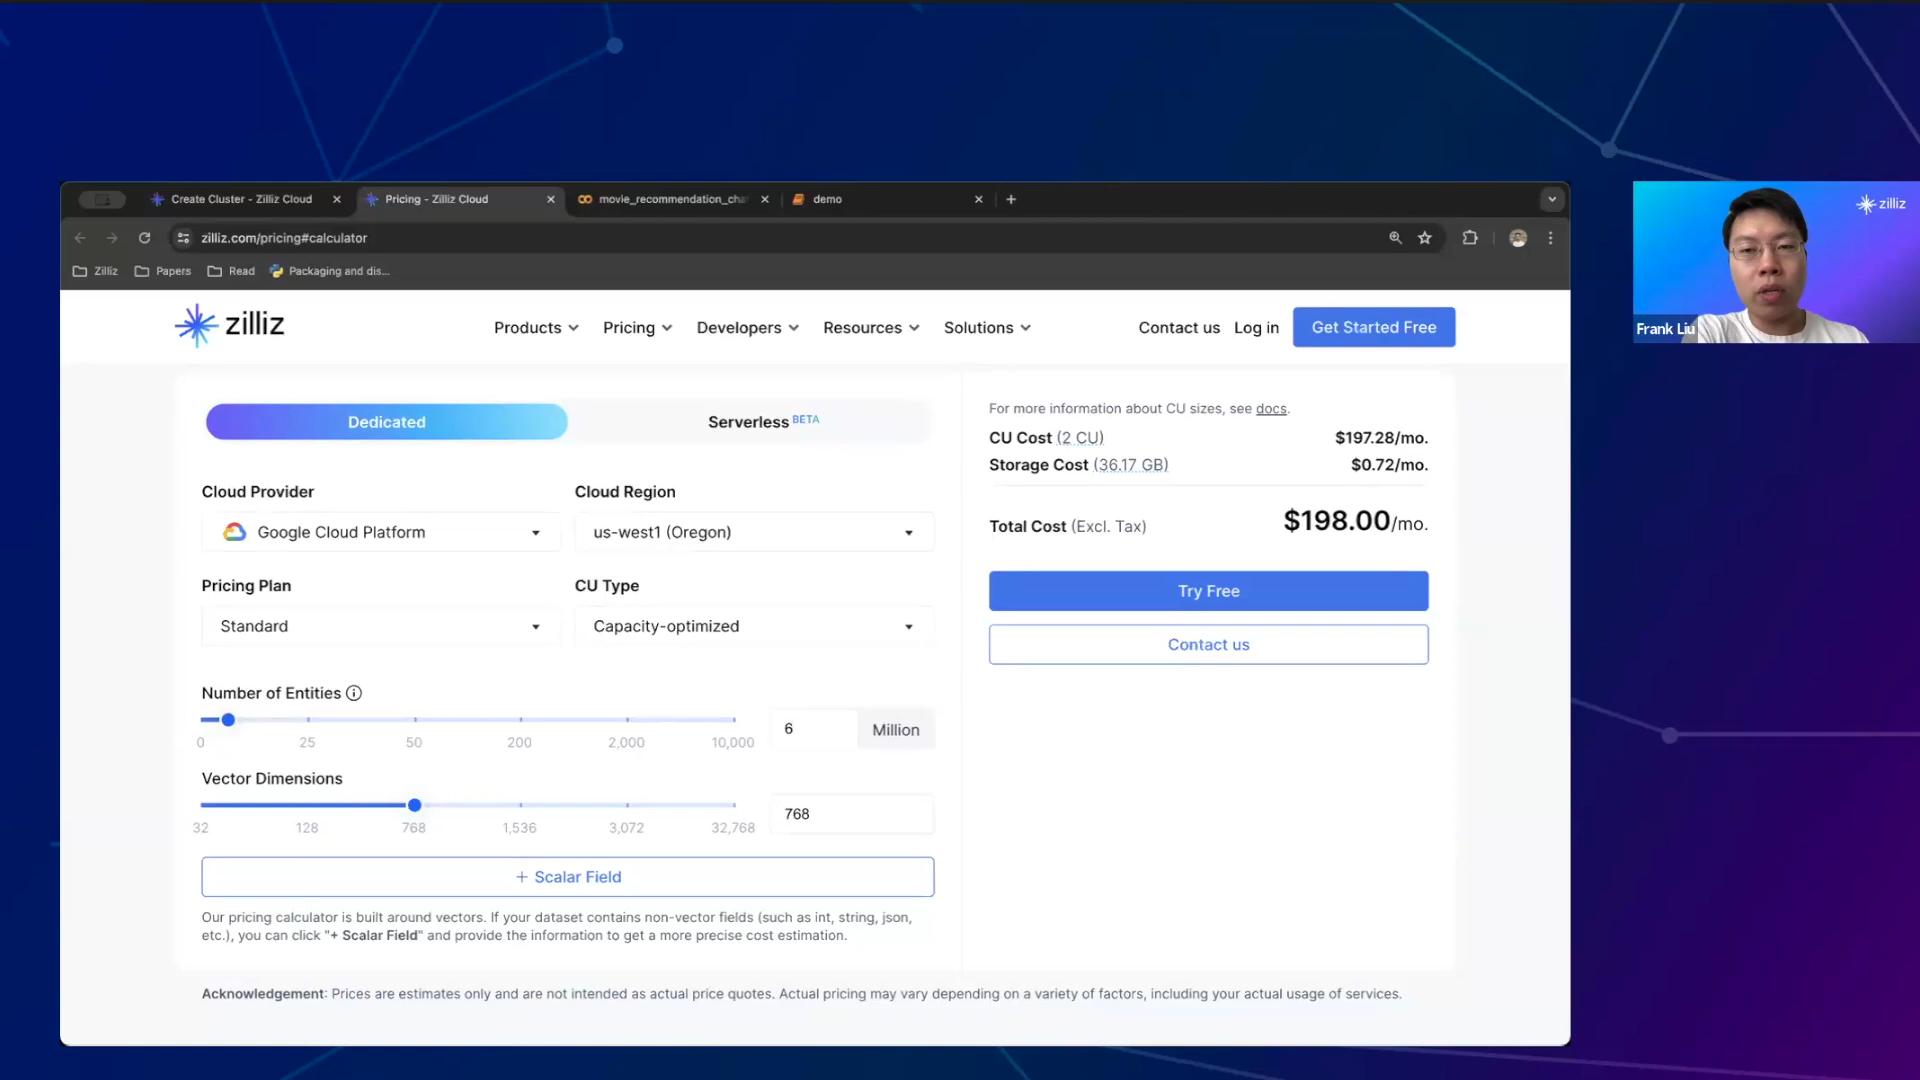 Create Cluster - Zilliz Cloud
Pricing - Zilliz Cloud
movie_recommendation_cha
demo
zilliz.com/pricing#calculator
Zilliz
Papers
Read
Packaging and dis...
zilliz
Frank Liu
zilliz
Products
Pricing
Developers
Resources
Solutions
Contact us
Log in
Get Started Free
Dedicated
Serverless BETA
Cloud Provider
Cloud Region
Google Cloud Platform
us-west1 (Oregon)
Pricing Plan
CU Type
Standard
Capacity-optimized
Number of Entities
0 25 50 200 2,000 10,000
6 Million
Vector Dimensions
32 128 768 1,536 3,072 32,768
768
+ Scalar Field
Our pricing calculator is built around vectors. If your dataset contains non-vector fields (such as int, string, json,
etc.), you can click "+ Scalar Field" and provide the information to get a more precise cost estimation.
For more information about CU sizes, see docs.
CU Cost (2 CU) $197.28/mo.
Storage Cost (36.17 GB) $0.72/mo.
Total Cost (Excl. Tax) $198.00/mo.
Try Free
Contact us
Acknowledgement: Prices are estimates only and are not intended as actual price quotes. Actual pricing may vary depending on a variety of factors, including your actual usage of services.